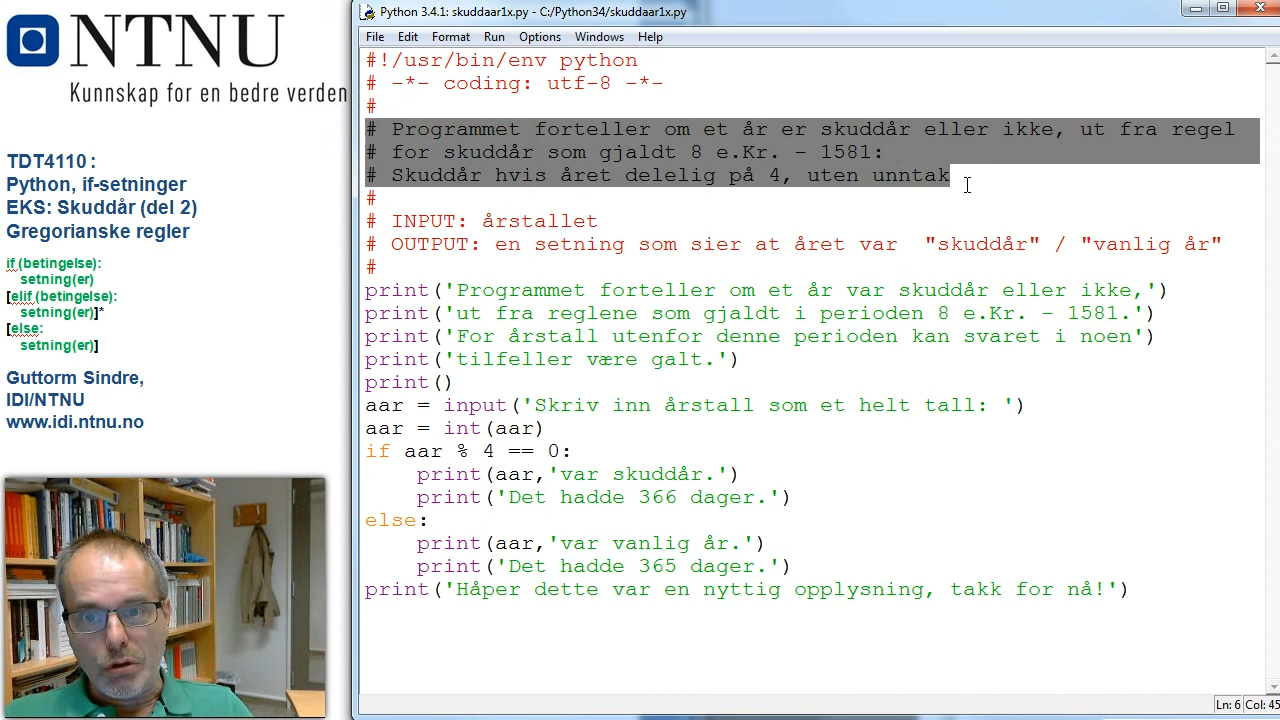 NTNU
Kunnskap for en bedre verden
TDT4110 :
Python, if-setninger
EKS: Skuddår (del 2)
Gregorianske regler
if (betingelse):
setning(er)
[elif (betingelse):
setning(er)]*
[else:
setning(er)]
Guttorm Sindre,
IDI/NTNU
www.idi.ntnu.no
Python 3.4.1: skuddaar1x.py - C:/Python34/skuddaar1x.py
File Edit Format Run Options Windows Help
#!/usr/bin/env python
# -*- coding: utf-8 -*-
#
# Programmet forteller om et år er skuddår eller ikke, ut fra regel
# for skuddår som gjaldt 8 e.Kr. - 1581:
# Skuddår hvis året delelig på 4, uten unntak
#
# INPUT: årstallet
# OUTPUT: en setning som sier at året var  "skuddår" / "vanlig år"
#
print('Programmet forteller om et år var skuddår eller ikke,')
print('ut fra reglene som gjaldt i perioden 8 e.Kr. - 1581.')
print('For årstall utenfor denne perioden kan svaret i noen')
print('tilfeller være galt.')
print()
aar = input('Skriv inn årstall som et helt tall: ')
aar = int(aar)
if aar % 4 == 0:
    print(aar,'var skuddår.')
    print('Det hadde 366 dager.')
else:
    print(aar,'var vanlig år.')
    print('Det hadde 365 dager.')
print('Håper dette var en nyttig opplysning, takk for nå!')
Ln: 6 Col: 45